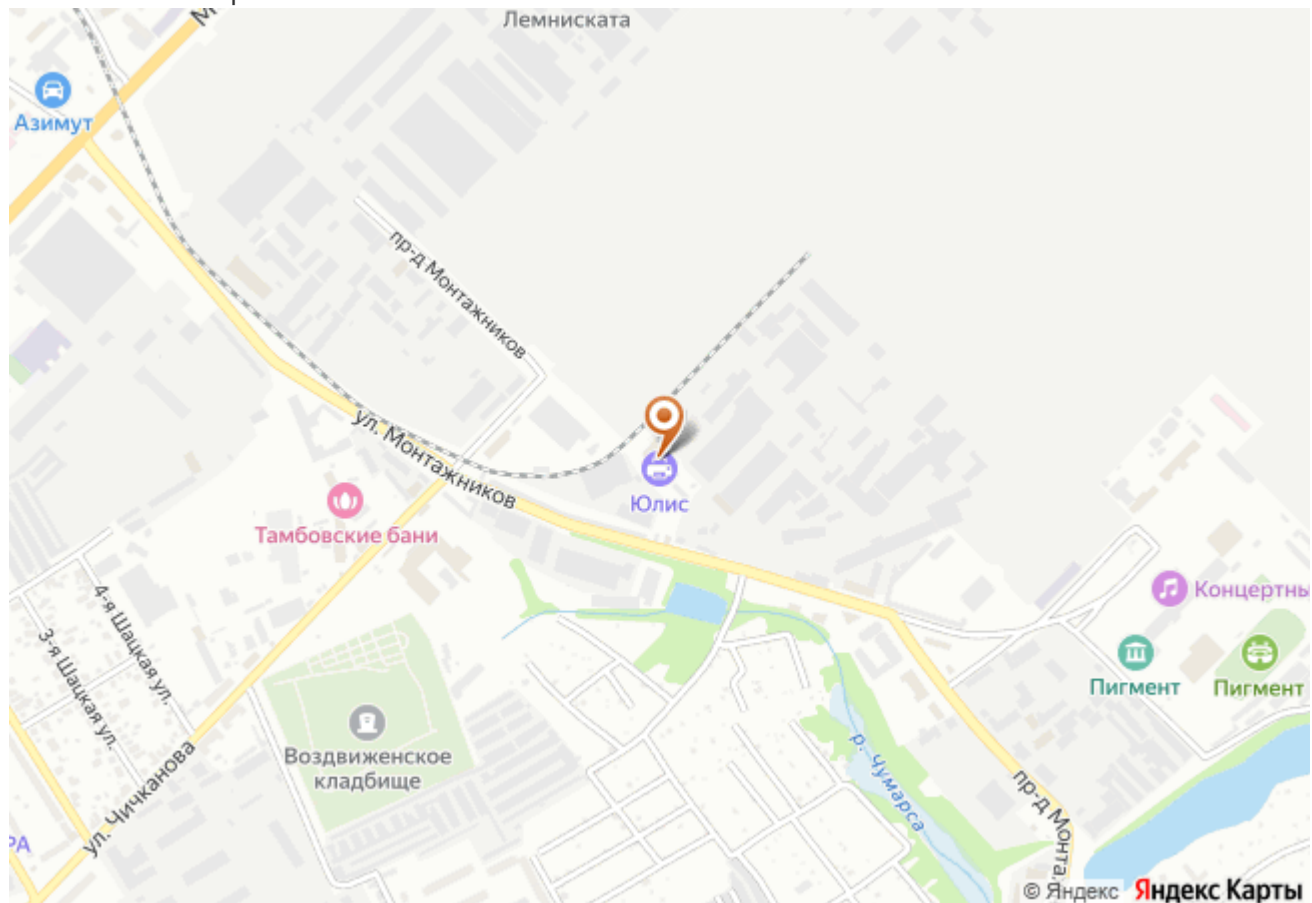 Лемниската
Азимут
пр-д Монтажников
ул. Монтажников
Юлис
Тамбовские бани
4-я Шацкая ул.
3-я Шацкая ул.
Концертны
Пигмент
Пигмент
Воздвиженское
кладбище
р. Чумарса
ул. Чичканова
пр-д Монта
РА
© Яндекс Яндекс Карты